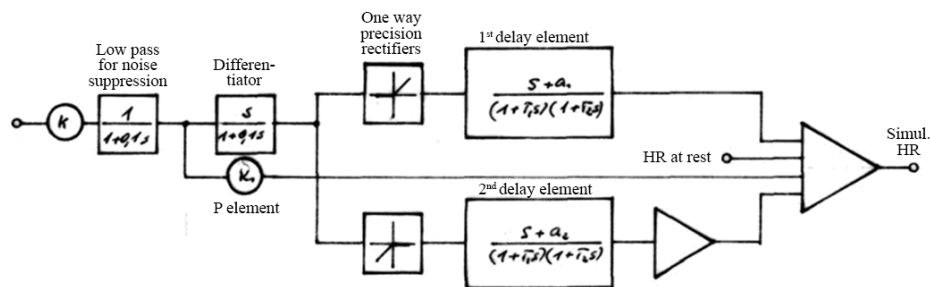 Low pass
for noise
suppression
Differen-
tiator
One way
precision
rectifiers
1st delay element
k
1
1+0,1s
s
1+0,1s
S+a₁
(1+T₁s)(1+T₂s)
K₁
P element
HR at rest
Simul.
HR
2nd delay element
S+a₂
(1+T₁s)(1+T₂s)